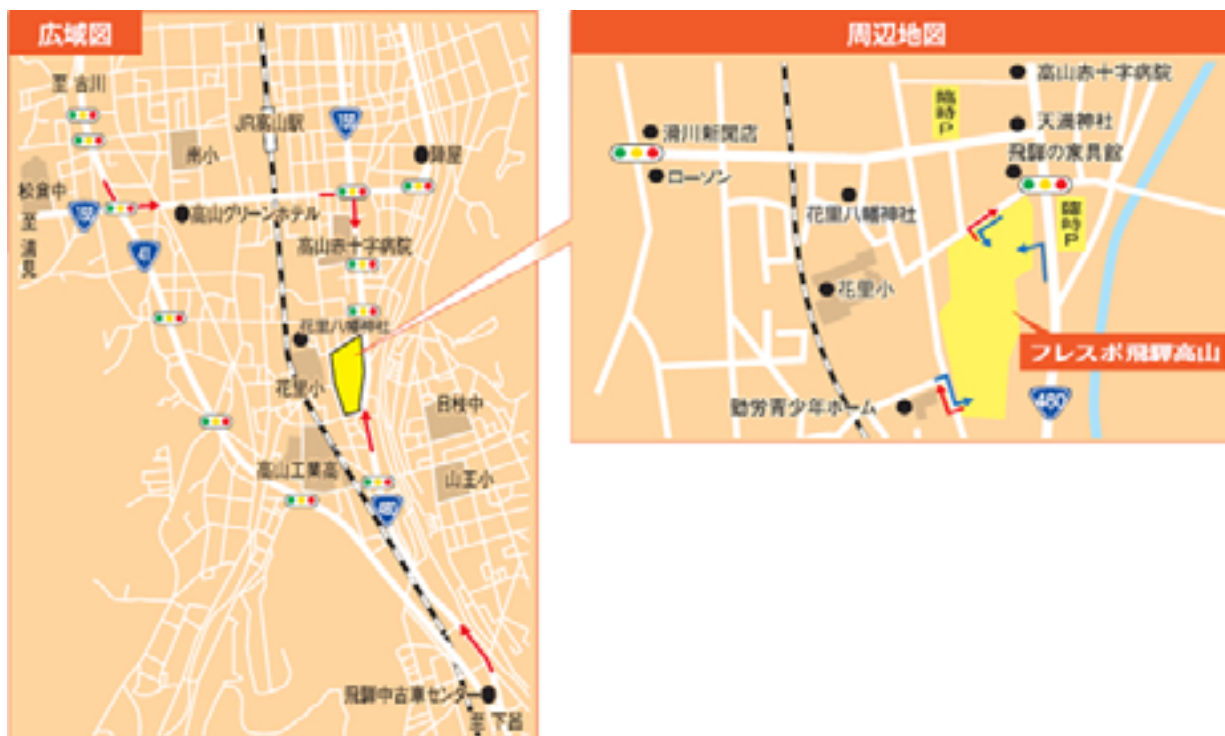 広域図
至 古川
158
JR高山駅
南小
陣屋
松倉中
158
高山グリーンホテル
至 清見
41
高山赤十字病院
花里八幡神社
花里小
日枝中
高山工業高
山王小
460
飛騨中古車センター
至 下呂
周辺地図
高山赤十字病院
臨時P
天満神社
滑川新聞店
飛騨の家具館
ローソン
花里八幡神社
臨時P
花里小
フレスポ飛騨高山
勤労青少年ホーム
460